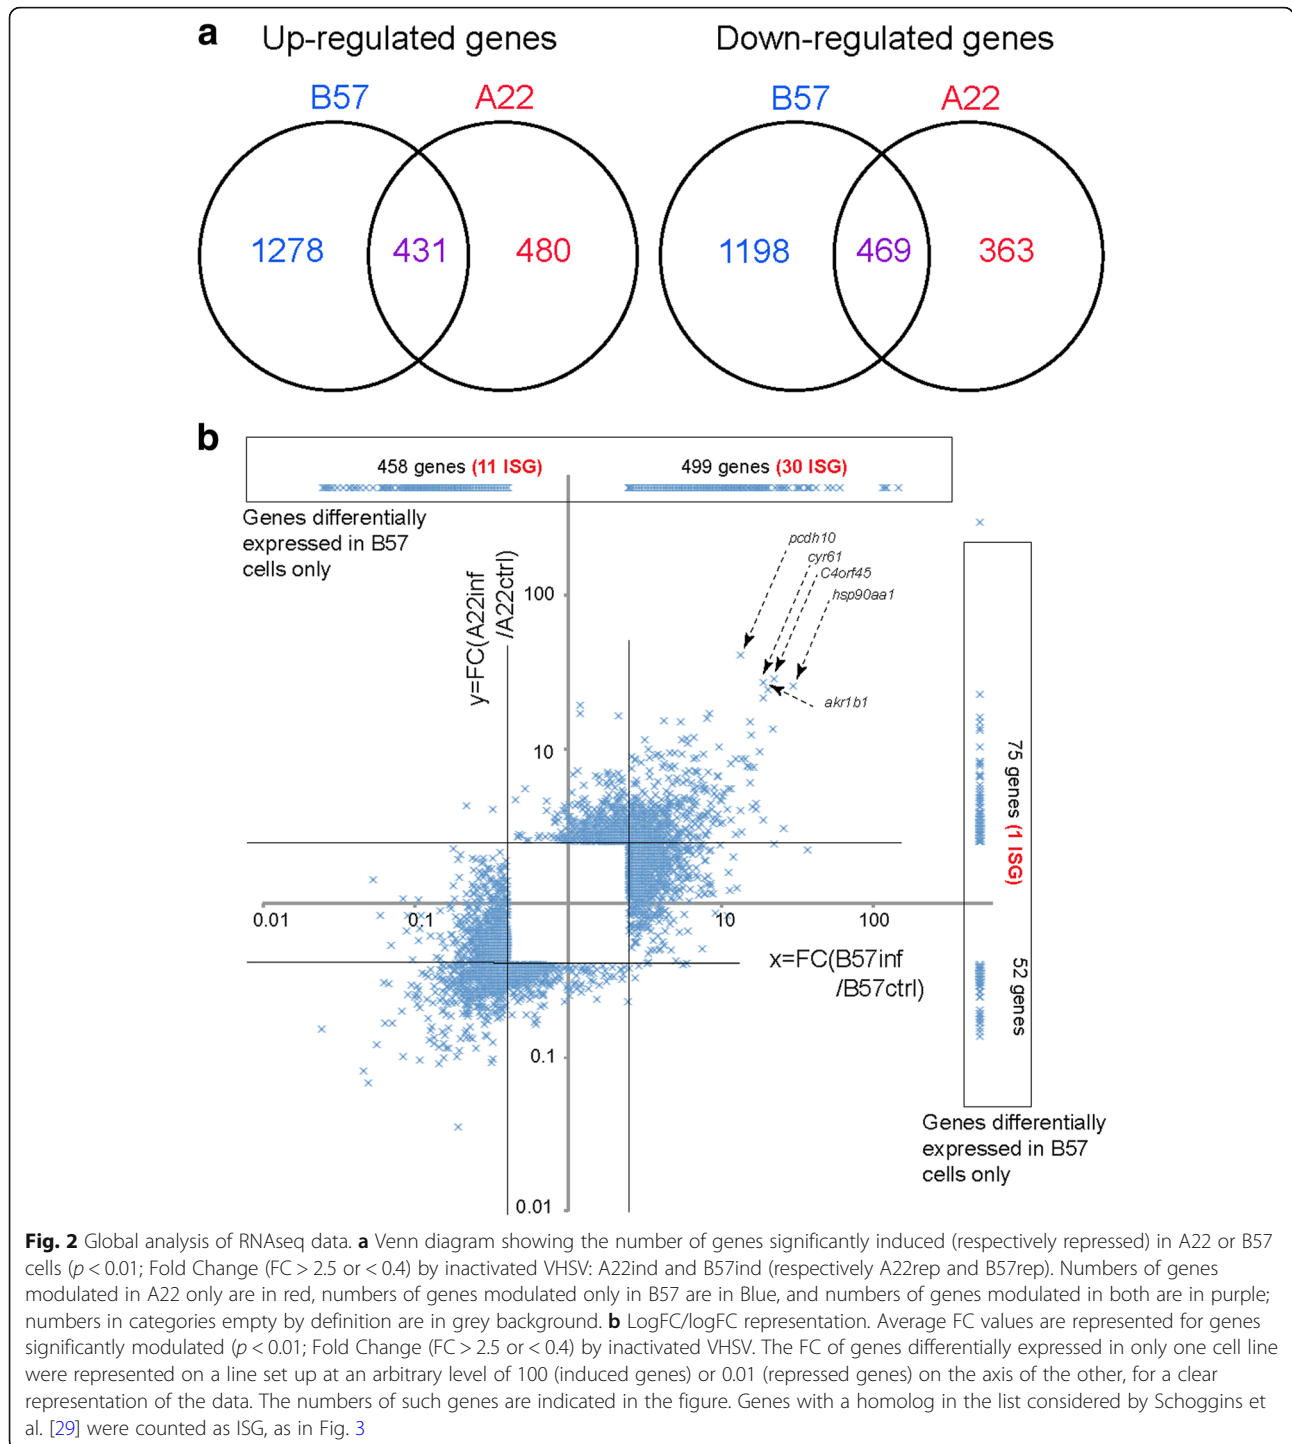 a Up-regulated genes Down-regulated genes
B57 A22 B57 A22
1278 431 480 1198 469 363
b
458 genes (11 ISG) 499 genes (30 ISG)
Genes differentially
expressed in B57
cells only
y=FC(A22inf
/A22ctrl)
pcdh10
cyr61
C4orf45
hsp90aa1
akr1b1
100
10
0.01 0.1 10 100
x=FC(B57inf
/B57ctrl)
0.1
0.01
75 genes (1 ISG)
52 genes
Genes differentially
expressed in B57
cells only
Fig. 2 Global analysis of RNAseq data. a Venn diagram showing the number of genes significantly induced (respectively repressed) in A22 or B57
cells (p < 0.01; Fold Change (FC > 2.5 or < 0.4) by inactivated VHSV: A22ind and B57ind (respectively A22rep and B57rep). Numbers of genes
modulated in A22 only are in red, numbers of genes modulated only in B57 are in Blue, and numbers of genes modulated in both are in purple;
numbers in categories empty by definition are in grey background. b LogFC/logFC representation. Average FC values are represented for genes
significantly modulated (p < 0.01; Fold Change (FC > 2.5 or < 0.4) by inactivated VHSV. The FC of genes differentially expressed in only one cell line
were represented on a line set up at an arbitrary level of 100 (induced genes) or 0.01 (repressed genes) on the axis of the other, for a clear
representation of the data. The numbers of such genes are indicated in the figure. Genes with a homolog in the list considered by Schoggins et
al. [29] were counted as ISG, as in Fig. 3